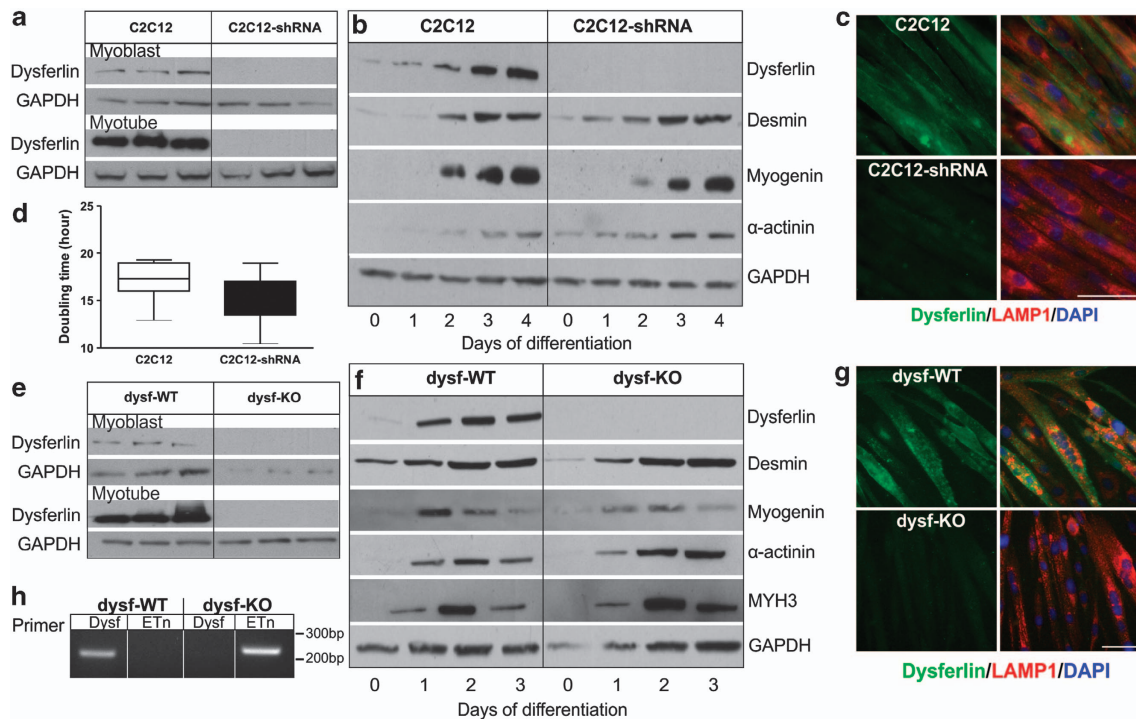 a
C2C12 C2C12-shRNA
Myoblast
Dysferlin
GAPDH
Myotube
Dysferlin
GAPDH
b
C2C12 C2C12-shRNA
Dysferlin
Desmin
Myogenin
α-actinin
GAPDH
0 1 2 3 4 0 1 2 3 4
Days of differentiation
c
C2C12
C2C12-shRNA
Dysferlin/LAMP1/DAPI
d
Doubling time (hour)
25
20
15
10
C2C12 C2C12-shRNA
e
dysf-WT dysf-KO
Myoblast
Dysferlin
GAPDH
Myotube
Dysferlin
GAPDH
f
dysf-WT dysf-KO
Dysferlin
Desmin
Myogenin
α-actinin
MYH3
GAPDH
0 1 2 3 0 1 2 3
Days of differentiation
g
dysf-WT
dysf-KO
Dysferlin/LAMP1/DAPI
h
dysf-WT dysf-KO
Primer Dysf ETn Dysf ETn
300bp
200bp